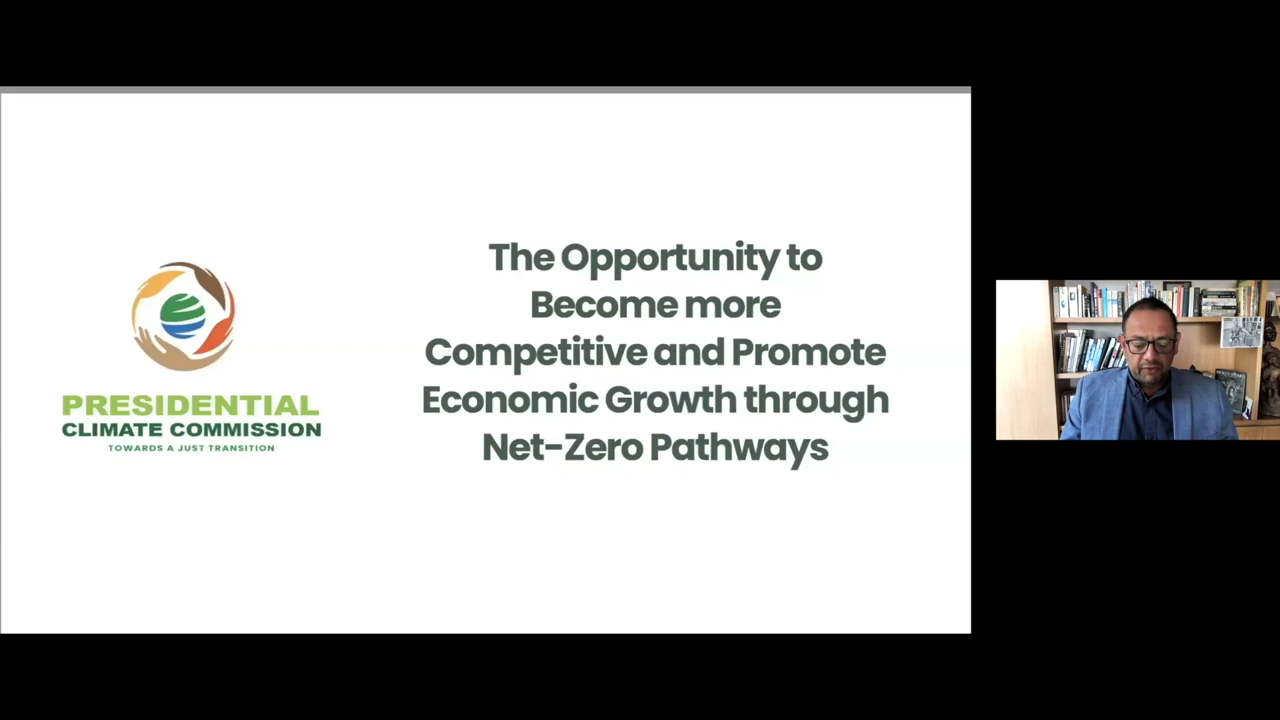 PRESIDENTIAL
CLIMATE COMMISSION
TOWARDS A JUST TRANSITION
The Opportunity to
Become more
Competitive and Promote
Economic Growth through
Net-Zero Pathways